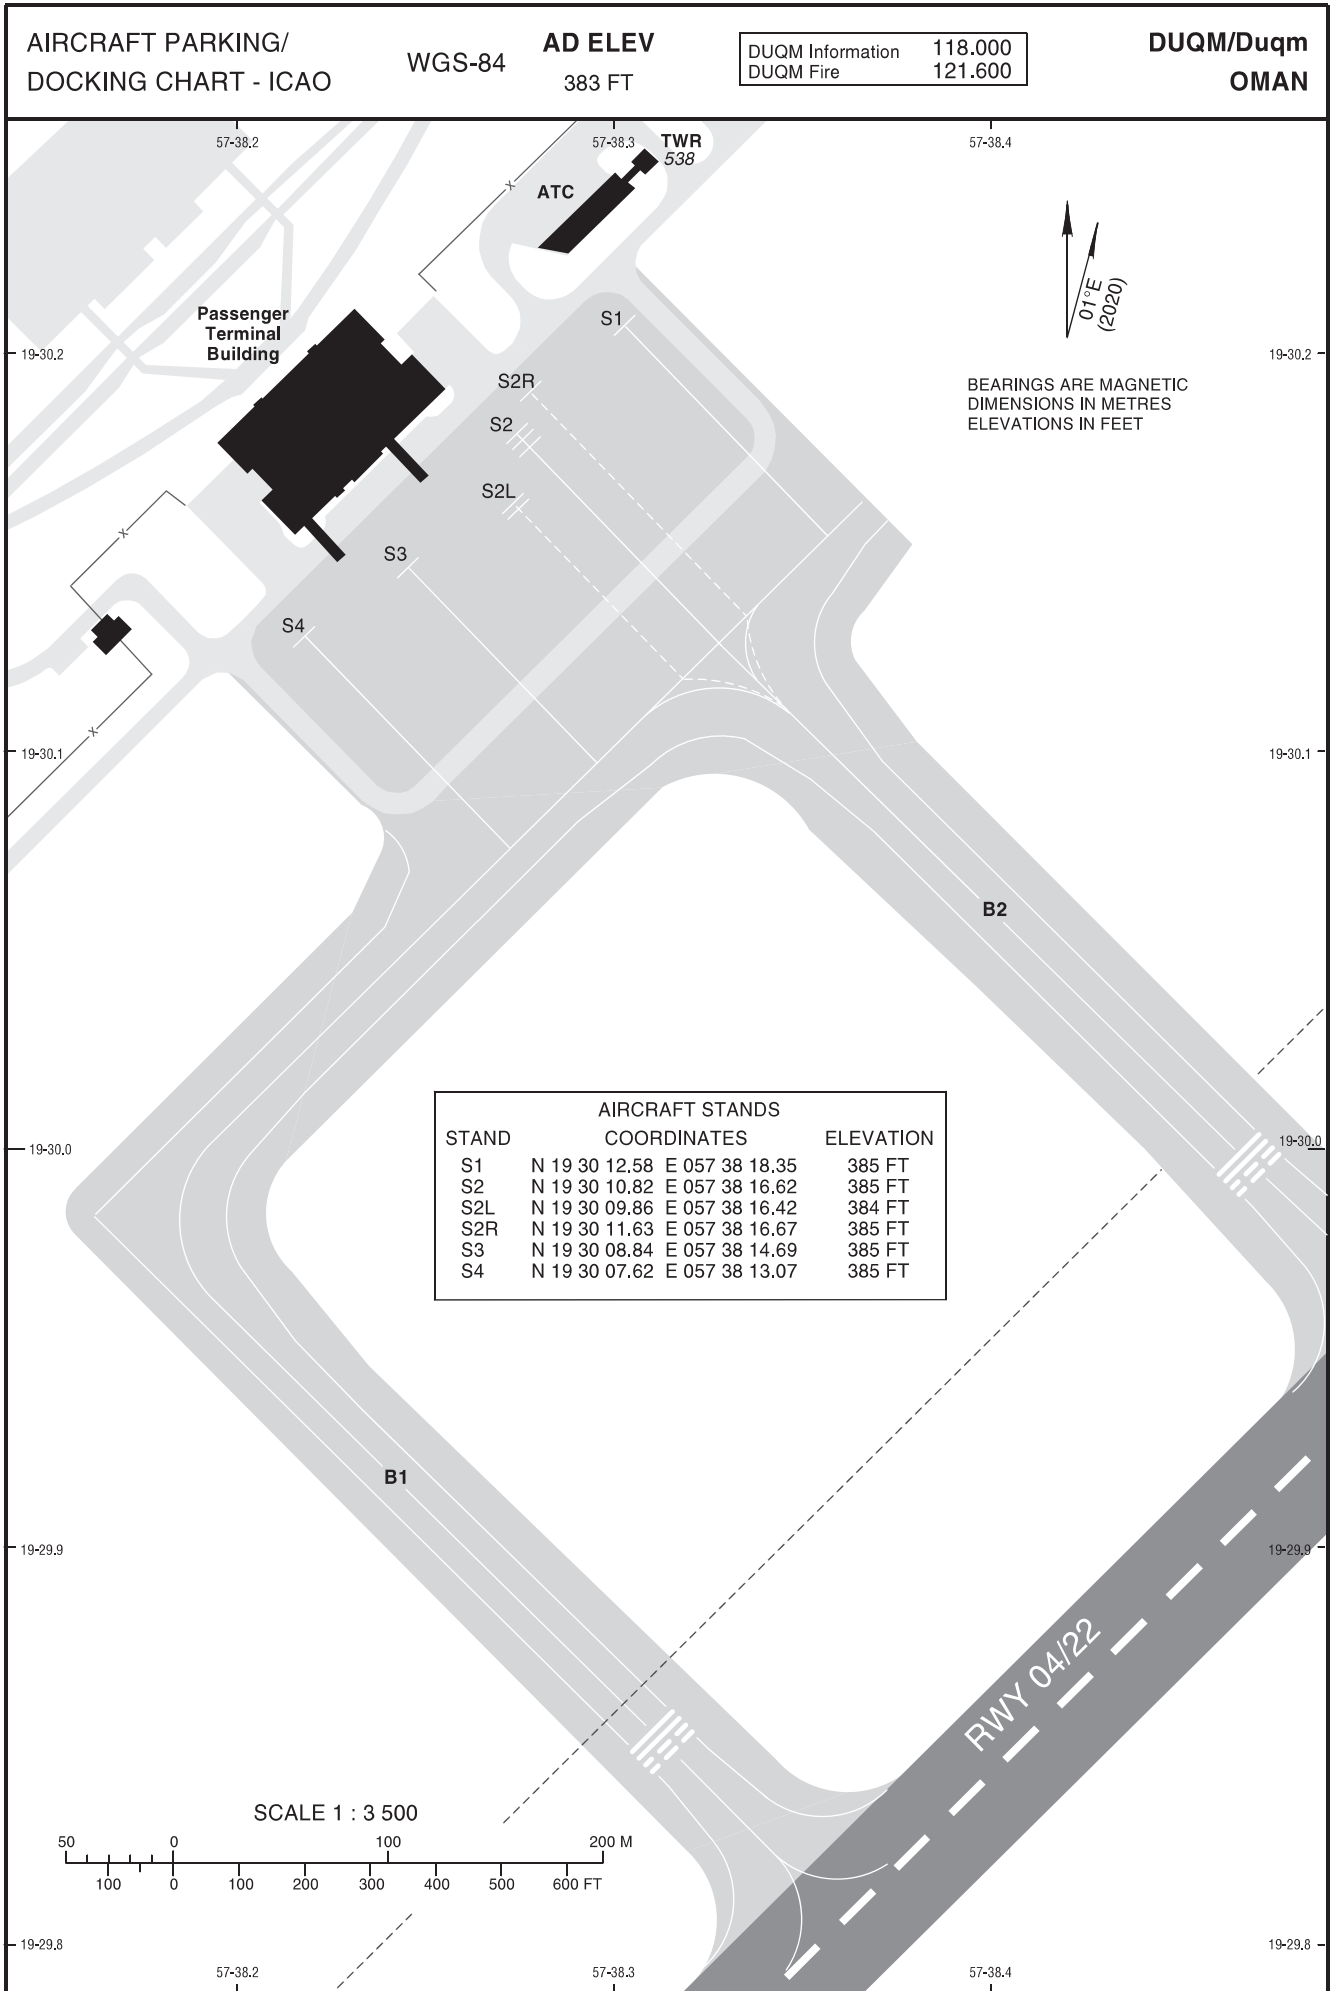 AIRCRAFT PARKING/
DOCKING CHART - ICAO
WGS-84
AD ELEV
383 FT
DUQM Information 118.000
DUQM Fire 121.600
DUQM/Duqm
OMAN
57-38.2
57-38.3
57-38.4
TWR
538
ATC
01°E
(2020)
Passenger
Terminal
Building
S1
19-30.2
19-30.2
S2R
BEARINGS ARE MAGNETIC
DIMENSIONS IN METRES
ELEVATIONS IN FEET
S2
S2L
x
x
S3
S4
x
19-30.1
19-30.1
B2
AIRCRAFT STANDS
STAND COORDINATES ELEVATION
S1 N 19 30 12.58 E 057 38 18.35 385 FT
S2 N 19 30 10.82 E 057 38 16.62 385 FT
S2L N 19 30 09.86 E 057 38 16.42 384 FT
S2R N 19 30 11.63 E 057 38 16.67 385 FT
S3 N 19 30 08.84 E 057 38 14.69 385 FT
S4 N 19 30 07.62 E 057 38 13.07 385 FT
19-30.0
19-30.0
B1
19-29.9
19-29.9
RWY 04/22
SCALE 1 : 3 500
50 0 100 200 M
100 0 100 200 300 400 500 600 FT
19-29.8
19-29.8
57-38.2
57-38.3
57-38.4